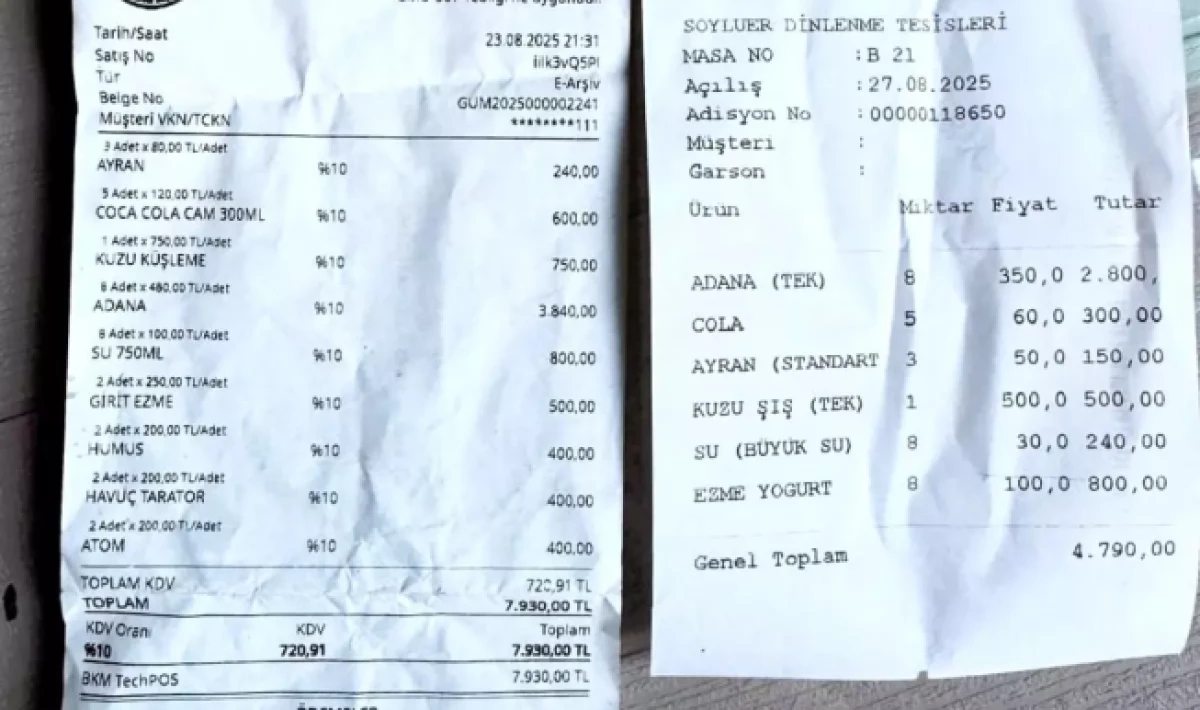 Tarih/Saat 23.08.2025 21:31
Satış No iilk3vQ5PI
Tür E-Arşiv
Belge No GUM2025000002241
Müşteri VKN/TCKN ********111
3 Adet x 80,00 TL/Adet
AYRAN %10 240,00
5 Adet x 120,00 TL/Adet
COCA COLA CAM 300ML %10 600,00
1 Adet x 750,00 TL/Adet
KUZU KÜŞLEME %10 750,00
8 Adet x 480,00 TL/Adet
ADANA %10 3.840,00
8 Adet x 100,00 TL/Adet
SU 750ML %10 800,00
2 Adet x 250,00 TL/Adet
GIRIT EZME %10 500,00
2 Adet x 200,00 TL/Adet
HUMUS %10 400,00
2 Adet x 200,00 TL/Adet
HAVUÇ TARATOR %10 400,00
2 Adet x 200,00 TL/Adet
ATOM %10 400,00
TOPLAM KDV 720,91 TL
TOPLAM 7.930,00 TL
KDV Oranı KDV Toplam
%10 720,91 7.930,00 TL
BKM TechPOS 7.930,00 TL
SOYLUER DİNLENME TESİSLERİ
MASA NO : B 21
Açılış : 27.08.2025
Adisyon No : 00000118650
Müşteri :
Garson :
Ürün Miktar Fiyat Tutar
ADANA (TEK) 8 350,0 2.800,
COLA 5 60,0 300,00
AYRAN (STANDART 3 50,0 150,00
KUZU ŞIŞ (TEK) 1 500,0 500,00
SU (BÜYÜK SU) 8 30,0 240,00
EZME YOGURT 8 100,0 800,00
Genel Toplam 4.790,00